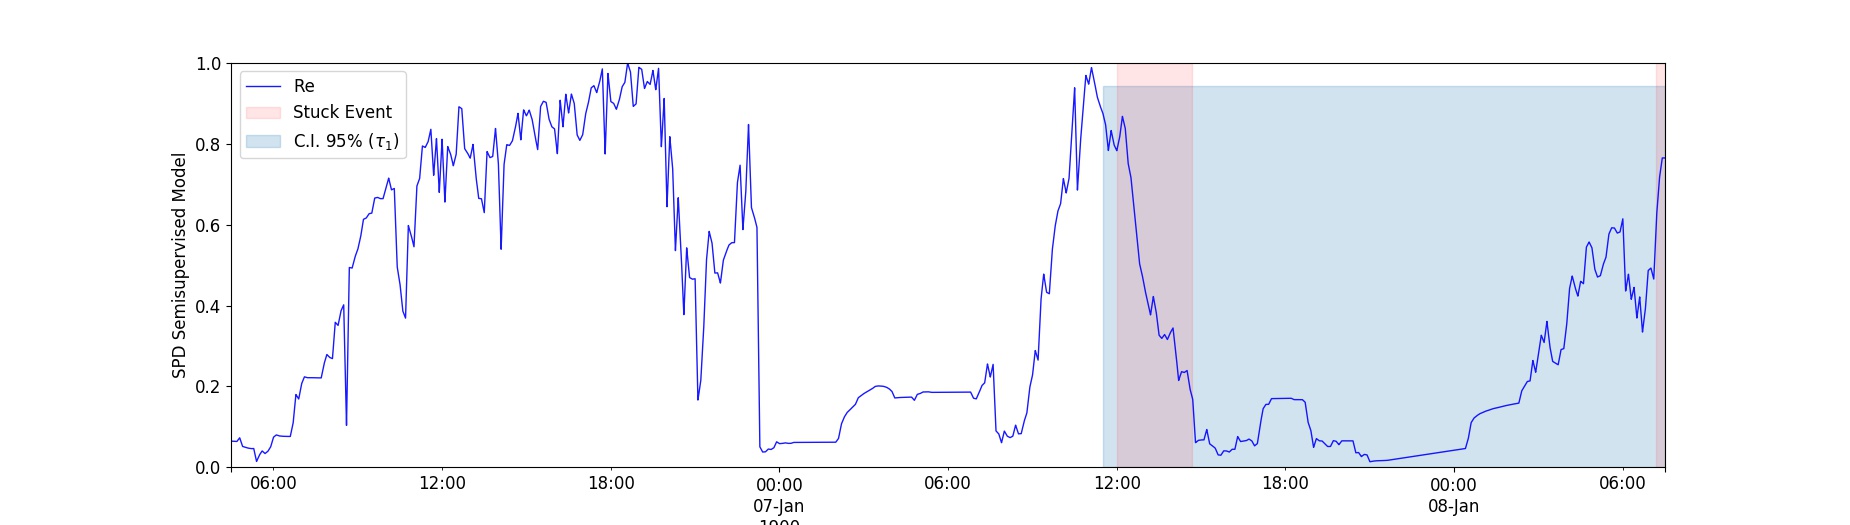 1.0
0.8
0.6
0.4
0.2
0.0
SPD Semisupervised Model
Re
Stuck Event
C.I. 95% (τ₁)
06:00 12:00 18:00 00:00 06:00 12:00 18:00 00:00 06:00
07-Jan 08-Jan
1900